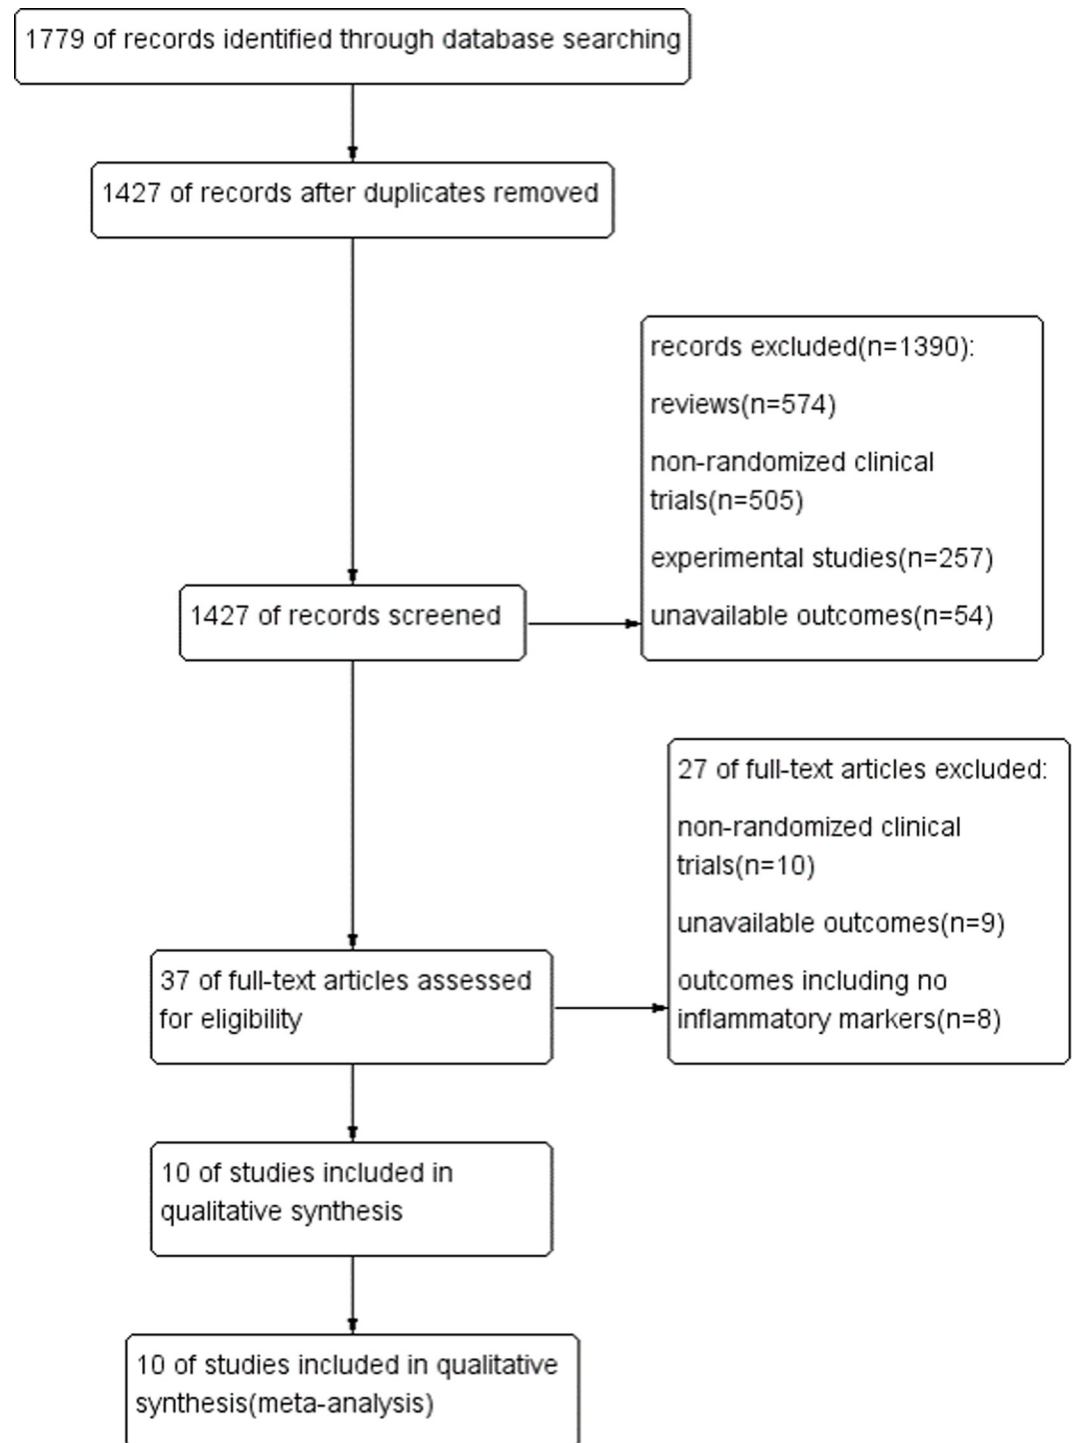 1779 of records identified through database searching
1427 of records after duplicates removed
records excluded(n=1390):
reviews(n=574)
non-randomized clinical
trials(n=505)
experimental studies(n=257)
unavailable outcomes(n=54)
1427 of records screened
27 of full-text articles excluded:
non-randomized clinical
trials(n=10)
unavailable outcomes(n=9)
outcomes including no
inflammatory markers(n=8)
37 of full-text articles assessed
for eligibility
10 of studies included in
qualitative synthesis
10 of studies included in qualitative
synthesis(meta-analysis)